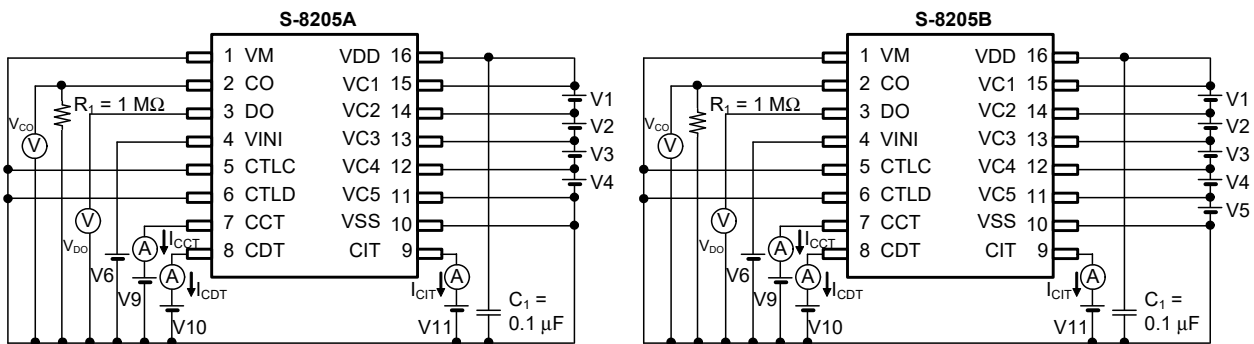 S-8205A
1 VM VDD 16
2 CO VC1 15
3 DO VC2 14
4 VINI VC3 13
5 CTLC VC4 12
6 CTLD VC5 11
7 CCT VSS 10
8 CDT CIT 9
R1 = 1 MΩ
VCO
V
V
VDO
A
ICCT
A
ICDT
V6
V9
V10
V1
V2
V3
V4
A
ICIT
V11
C1 =
0.1 µF
S-8205B
1 VM VDD 16
2 CO VC1 15
3 DO VC2 14
4 VINI VC3 13
5 CTLC VC4 12
6 CTLD VC5 11
7 CCT VSS 10
8 CDT CIT 9
R1 = 1 MΩ
VCO
V
V
VDO
A
ICCT
A
ICDT
V6
V9
V10
V1
V2
V3
V4
V5
A
ICIT
V11
C1 =
0.1 µF